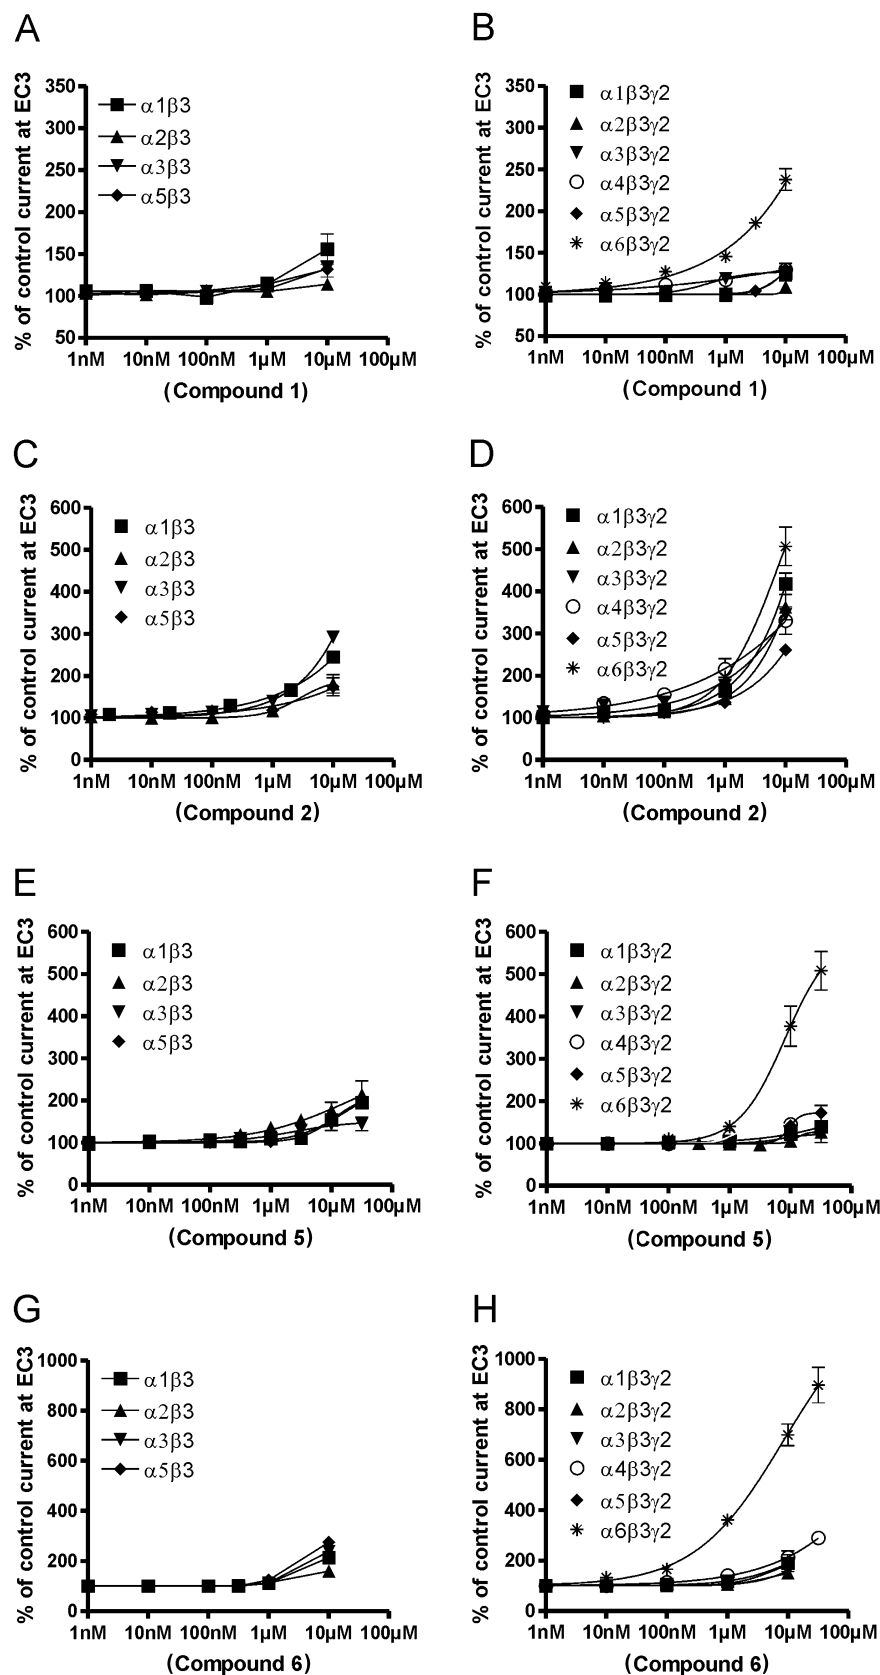 A
% of control current at EC3
350
300
250
200
150
100
50
α1β3
α2β3
α3β3
α5β3
1nM 10nM 100nM 1µM 10µM 100µM
(Compound 1)
B
% of control current at EC3
350
300
250
200
150
100
50
α1β3γ2
α2β3γ2
α3β3γ2
α4β3γ2
α5β3γ2
α6β3γ2
1nM 10nM 100nM 1µM 10µM 100µM
(Compound 1)
C
% of control current at EC3
600
500
400
300
200
100
0
α1β3
α2β3
α3β3
α5β3
1nM 10nM 100nM 1µM 10µM 100µM
(Compound 2)
D
% of control current at EC3
600
500
400
300
200
100
0
α1β3γ2
α2β3γ2
α3β3γ2
α4β3γ2
α5β3γ2
α6β3γ2
1nM 10nM 100nM 1µM 10µM 100µM
(Compound 2)
E
% of control current at EC3
600
500
400
300
200
100
0
α1β3
α2β3
α3β3
α5β3
1nM 10nM 100nM 1µM 10µM 100µM
(Compound 5)
F
% of control current at EC3
600
500
400
300
200
100
0
α1β3γ2
α2β3γ2
α3β3γ2
α4β3γ2
α5β3γ2
α6β3γ2
1nM 10nM 100nM 1µM 10µM 100µM
(Compound 5)
G
% of control current at EC3
1000
800
600
400
200
0
α1β3
α2β3
α3β3
α5β3
1nM 10nM 100nM 1µM 10µM 100µM
(Compound 6)
H
% of control current at EC3
1000
800
600
400
200
0
α1β3γ2
α2β3γ2
α3β3γ2
α4β3γ2
α5β3γ2
α6β3γ2
1nM 10nM 100nM 1µM 10µM 100µM
(Compound 6)